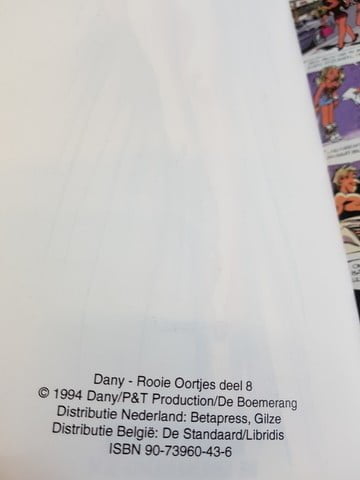 Dany - Rooie Oortjes deel 8
© 1994 Dany/P&T Production/De Boemerang
Distributie Nederland: Betapress, Gilze
Distributie België: De Standaard/Libridis
ISBN 90-73960-43-6